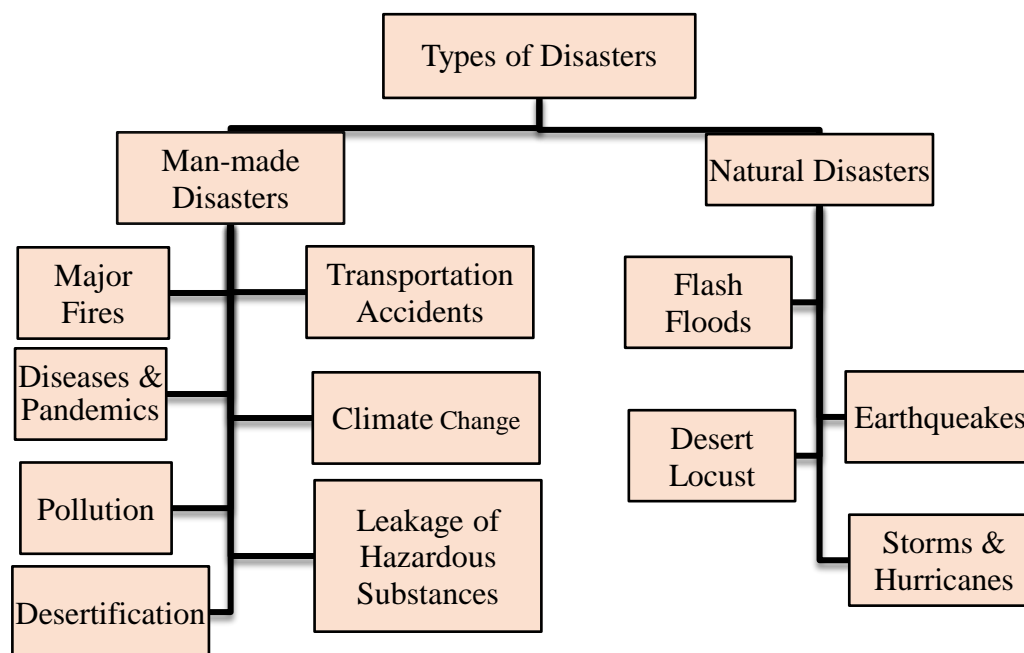 Types of Disasters
Man-made
Disasters
Natural Disasters
Major
Fires
Transportation
Accidents
Diseases &
Pandemics
Climate Change
Pollution
Leakage of
Hazardous
Substances
Desertification
Flash
Floods
Earthqueakes
Desert
Locust
Storms &
Hurricanes